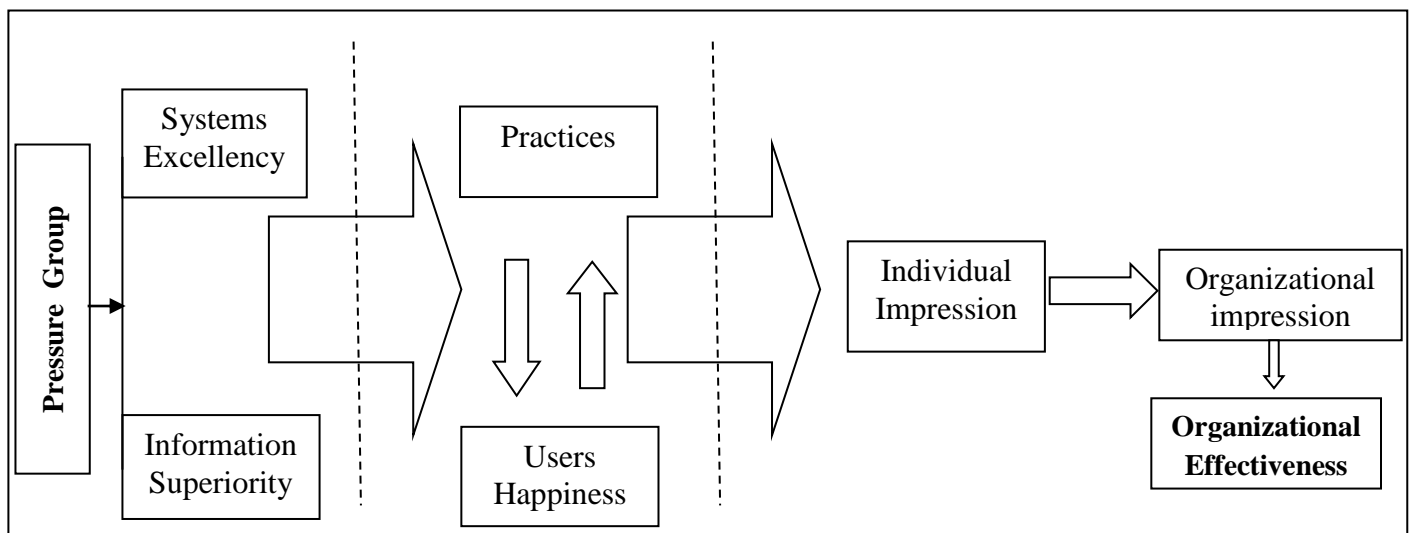 Pressure Group
Systems
Excellency
Information
Superiority
Practices
Users
Happiness
Individual
Impression
Organizational
impression
Organizational
Effectiveness